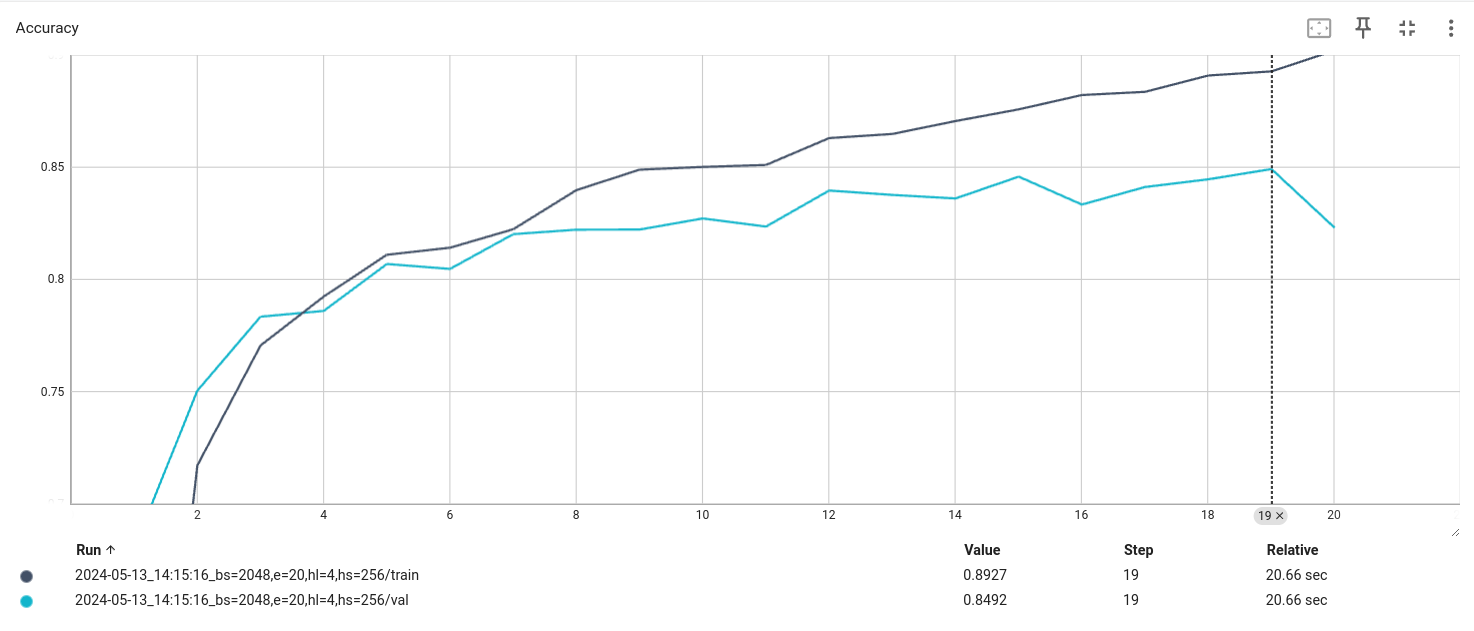 Accuracy
0.85
0.8
0.75
2 4 6 8 10 12 14 16 18 19 × 20
Run ↑ Value Step Relative
2024-05-13_14:15:16_bs=2048,e=20,hl=4,hs=256/train 0.8927 19 20.66 sec
2024-05-13_14:15:16_bs=2048,e=20,hl=4,hs=256/val 0.8492 19 20.66 sec